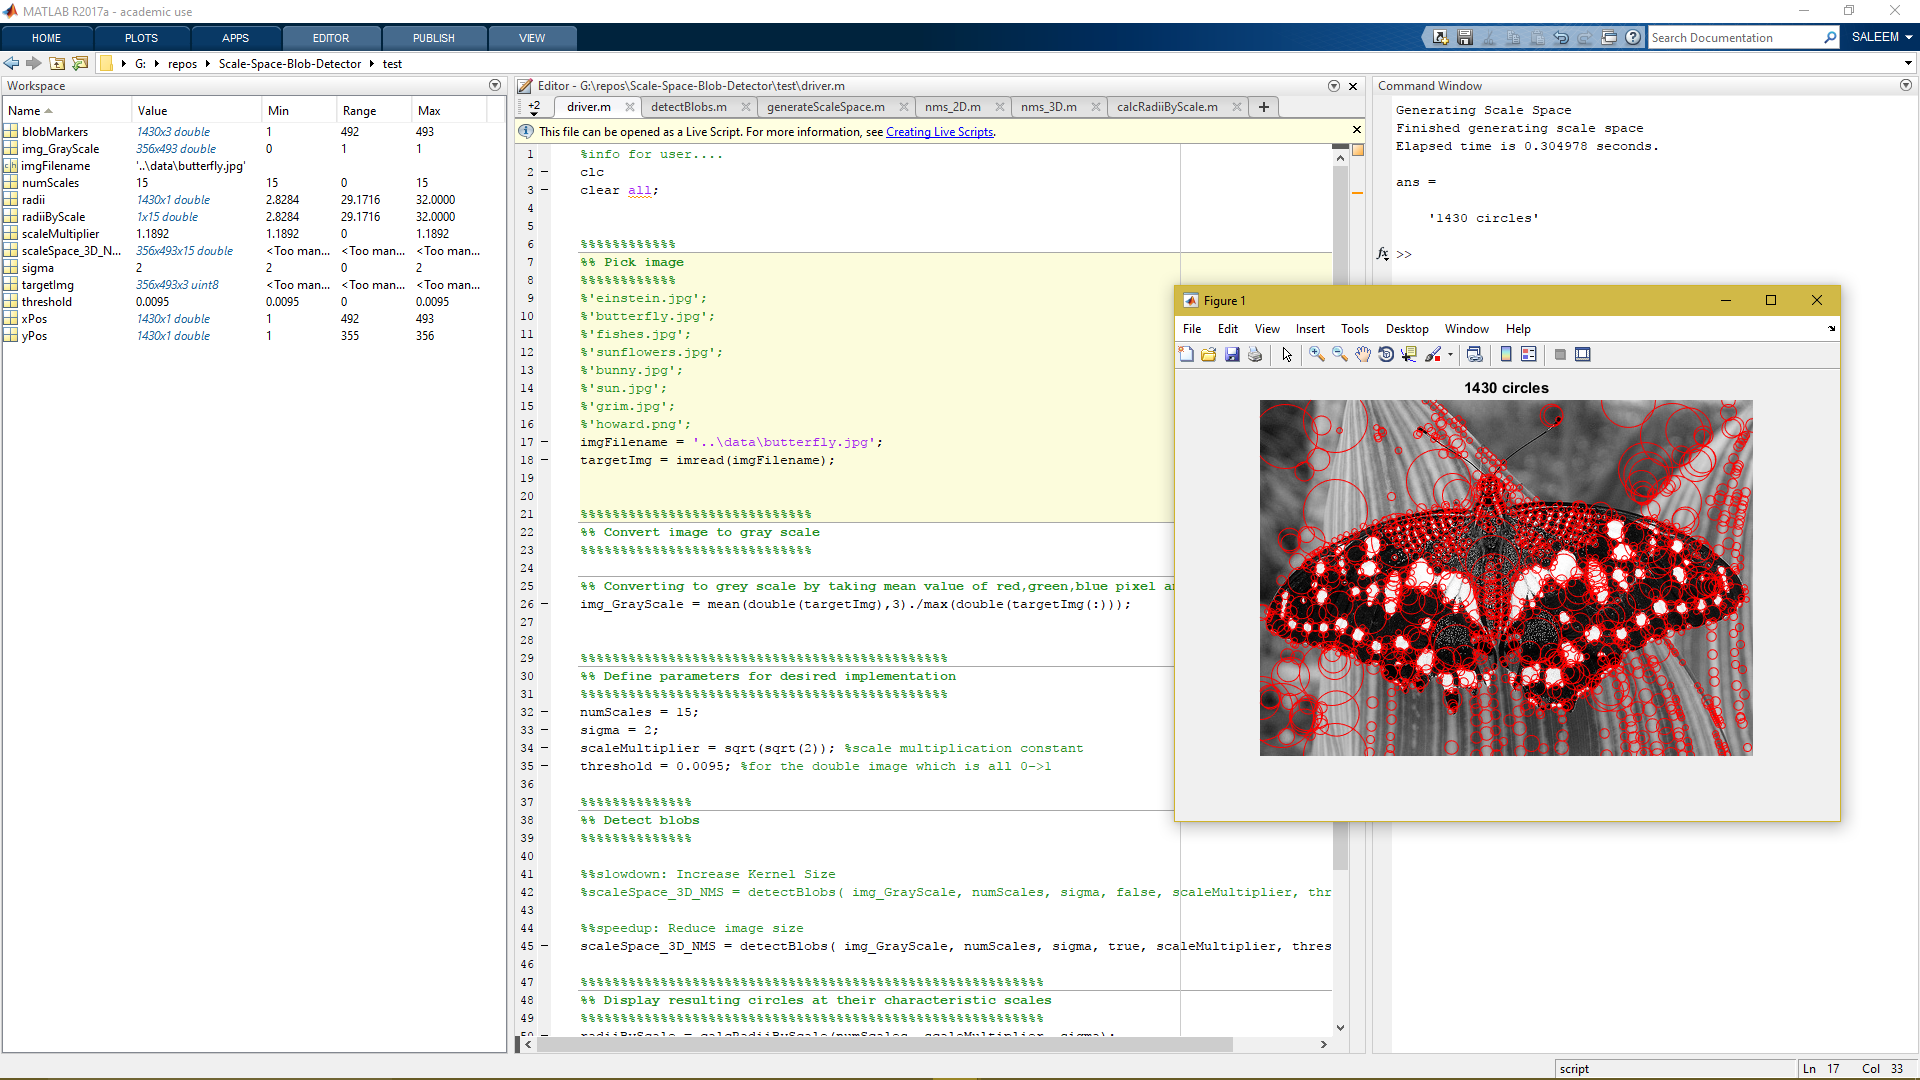 MATLAB R2017a - academic use
HOME PLOTS APPS EDITOR PUBLISH VIEW
Search Documentation
SALEEM
G: repos Scale-Space-Blob-Detector test
Workspace
Name Value Min Range Max
blobMarkers 1430x3 double 1 492 493
img_GrayScale 356x493 double 0 1 1
imgFilename '..\data\butterfly.jpg'
numScales 15 15 0 15
radii 1430x1 double 2.8284 29.1716 32.0000
radiiByScale 1x15 double 2.8284 29.1716 32.0000
scaleMultiplier 1.1892 1.1892 0 1.1892
scaleSpace_3D_N... 356x493x15 double <Too man... <Too man... <Too man...
sigma 2 2 0 2
targetImg 356x493x3 uint8 <Too man... <Too man... <Too man...
threshold 0.0095 0.0095 0 0.0095
xPos 1430x1 double 1 492 493
yPos 1430x1 double 1 355 356
Editor - G:\repos\Scale-Space-Blob-Detector\test\driver.m
+2 driver.m detectBlobs.m generateScaleSpace.m nms_2D.m nms_3D.m calcRadiiByScale.m +
This file can be opened as a Live Script. For more information, see Creating Live Scripts.
1 %info for user....
2 clc
3 clear all;
4
5
6 %%%%%%%%%%%%
7 %% Pick image
8 %%%%%%%%%%%%
9 %'einstein.jpg';
10 %'butterfly.jpg';
11 %'fishes.jpg';
12 %'sunflowers.jpg';
13 %'bunny.jpg';
14 %'sun.jpg';
15 %'grim.jpg';
16 %'howard.png';
17 imgFilename = '..\data\butterfly.jpg';
18 targetImg = imread(imgFilename);
19
20
21 %%%%%%%%%%%%%%%%%%%%%%%%%%%%%
22 %% Convert image to gray scale
23 %%%%%%%%%%%%%%%%%%%%%%%%%%%%%
24
25 %% Converting to grey scale by taking mean value of red,green,blue pixel a
26 img_GrayScale = mean(double(targetImg),3)./max(double(targetImg(:)));
27
28
29 %%%%%%%%%%%%%%%%%%%%%%%%%%%%%%%%%%%%%%%%%%%%%%
30 %% Define parameters for desired implementation
31 %%%%%%%%%%%%%%%%%%%%%%%%%%%%%%%%%%%%%%%%%%%%%%
32 numScales = 15;
33 sigma = 2;
34 scaleMultiplier = sqrt(sqrt(2)); %scale multiplication constant
35 threshold = 0.0095; %for the double image which is all 0->1
36
37 %%%%%%%%%%%%%%
38 %% Detect blobs
39 %%%%%%%%%%%%%%
40
41 %%slowdown: Increase Kernel Size
42 %scaleSpace_3D_NMS = detectBlobs( img_GrayScale, numScales, sigma, false, scaleMultiplier, thr
43
44 %%speedup: Reduce image size
45 scaleSpace_3D_NMS = detectBlobs( img_GrayScale, numScales, sigma, true, scaleMultiplier, thres
46
47 %%%%%%%%%%%%%%%%%%%%%%%%%%%%%%%%%%%%%%%%%%%%%%%%%%%%%%%%%%
48 %% Display resulting circles at their characteristic scales
49 %%%%%%%%%%%%%%%%%%%%%%%%%%%%%%%%%%%%%%%%%%%%%%%%%%%%%%%%%%
50 radiiByScale = calcRadiiByScale(numScales, scaleMultiplier, sigma);
Command Window
Generating Scale Space
Finished generating scale space
Elapsed time is 0.304978 seconds.
ans =
'1430 circles'
fx >>
Figure 1
File Edit View Insert Tools Desktop Window Help
1430 circles
script
Ln 17 Col 33